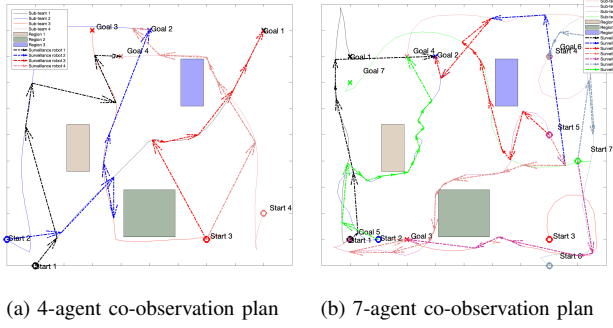 Sub-team 1
Sub-team 2
Sub-team 3
Sub-team 4
Region 1
Region 2
Region 3
Surveillance robot 1
Surveillance robot 2
Surveillance robot 3
Surveillance robot 4
Goal 3
Goal 2
Goal 1
Goal 4
Start 4
Start 2
Start 3
Start 1
Goal 6
Goal 1
Goal 4
Goal 2
Start 4
Goal 7
Start 5
Start 7
Goal 5
Start 1
Start 2
Goal 3
Start 3
Start 6
(a) 4-agent co-observation plan
(b) 7-agent co-observation plan